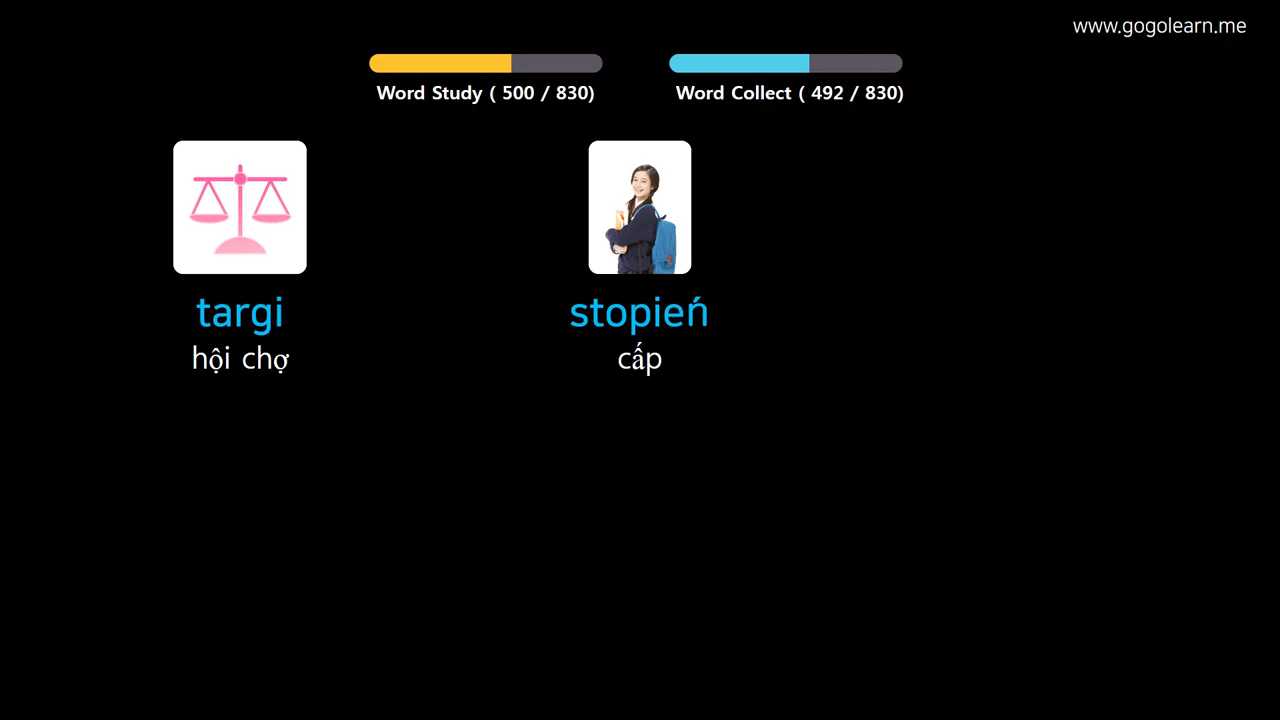 www.gogolearn.me
Word Study ( 500 / 830)
Word Collect ( 492 / 830)
targi
hội chợ
stopień
cấp